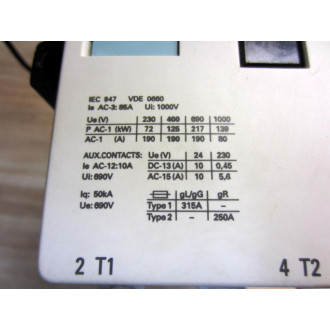 IEC 947 VDE 0660
Ie AC-3: 85A Ui: 1000V
Ue (V) 230 400 690 1000
P AC-1 (kW) 72 125 217 139
AC-1 (A) 190 190 190 80
AUX.CONTACTS: Ue (V) 24 230
Ie AC-12:10A DC-13 (A) 10 0,45
Ui: 690V AC-15 (A) 10 5,6
Iq: 50kA gL/gG gR
Ue: 690V Type 1 315A –
Type 2 – 250A
2 T1 4 T2